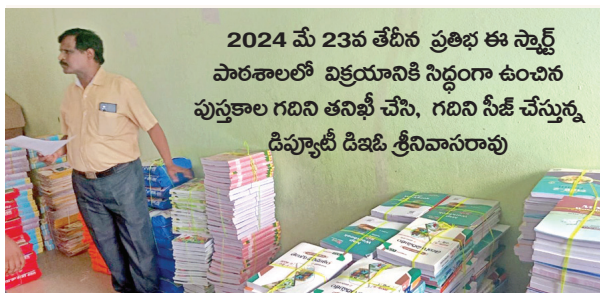 2024 మే 23వ తేదీన ప్రతిభ ఈ స్మార్ట్
పాఠశాలలో విక్రయానికి సిద్ధంగా ఉంచిన
పుస్తకాల గదిని తనిఖీ చేసి, గదిని సీజ్ చేస్తున్న
డిప్యూటీ డిఇఓ శ్రీనివాసరావు